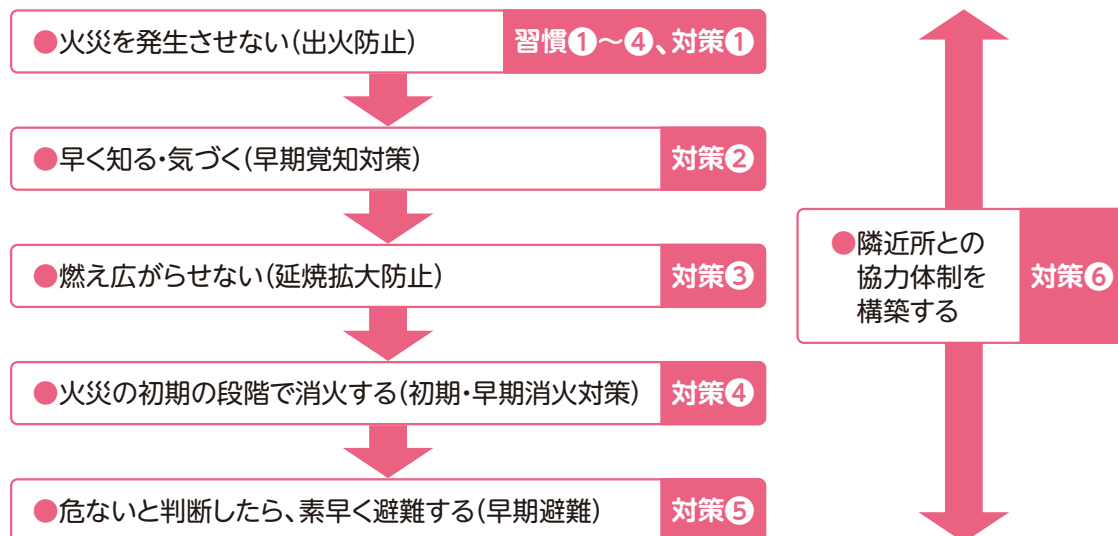 ●火災を発生させない(出火防止) 習慣❶～❹、対策❶
●早く知る・気づく(早期覚知対策) 対策❷
●燃え広がらせない(延焼拡大防止) 対策❸
●火災の初期の段階で消火する(初期・早期消火対策) 対策❹
●危ないと判断したら、素早く避難する(早期避難) 対策❺
●隣近所との
協力体制を
構築する
対策❻